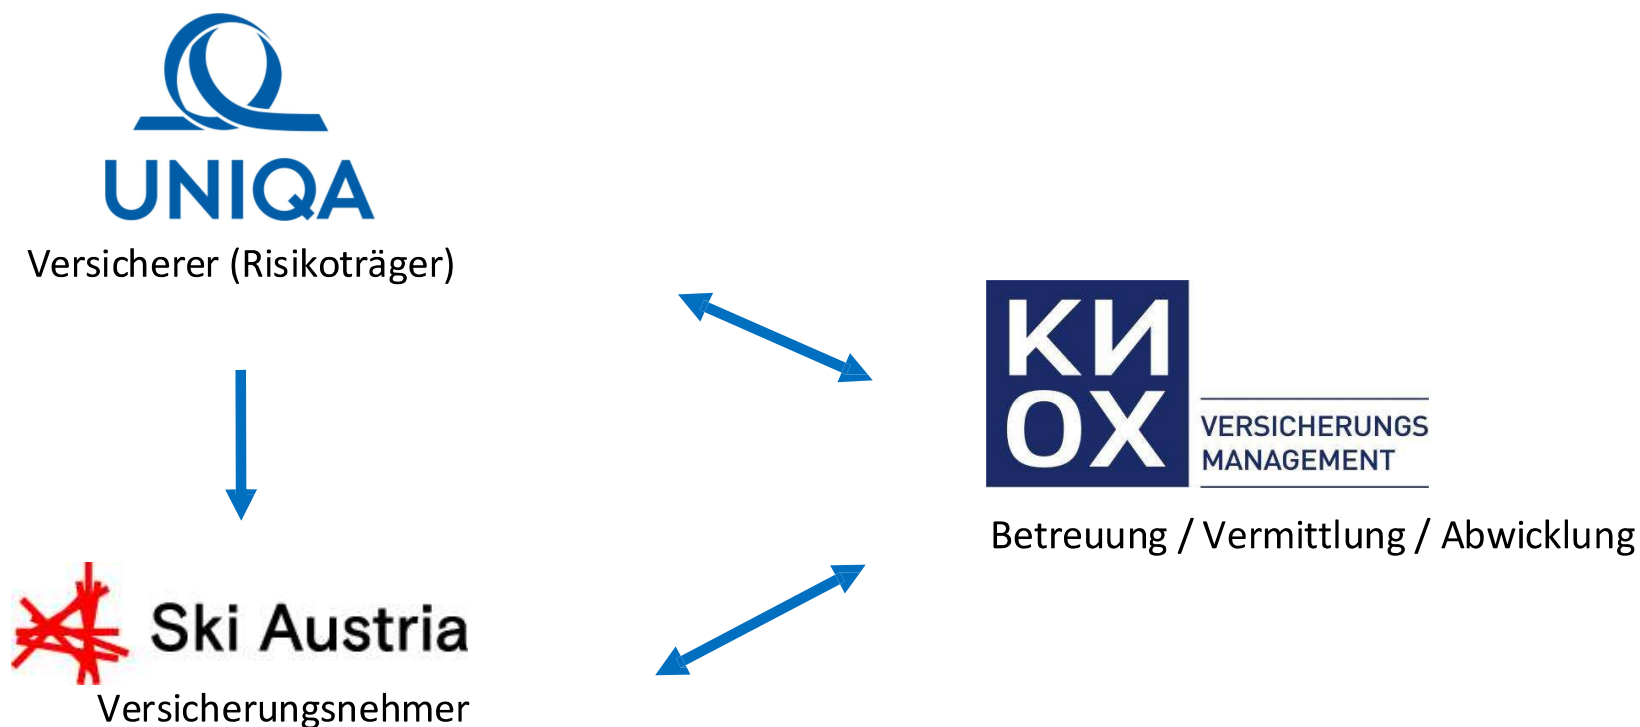 UNIQA
Versicherer (Risikoträger)
KИ
OX
VERSICHERUNGS
MANAGEMENT
Betreuung / Vermittlung / Abwicklung
Ski Austria
Versicherungsnehmer